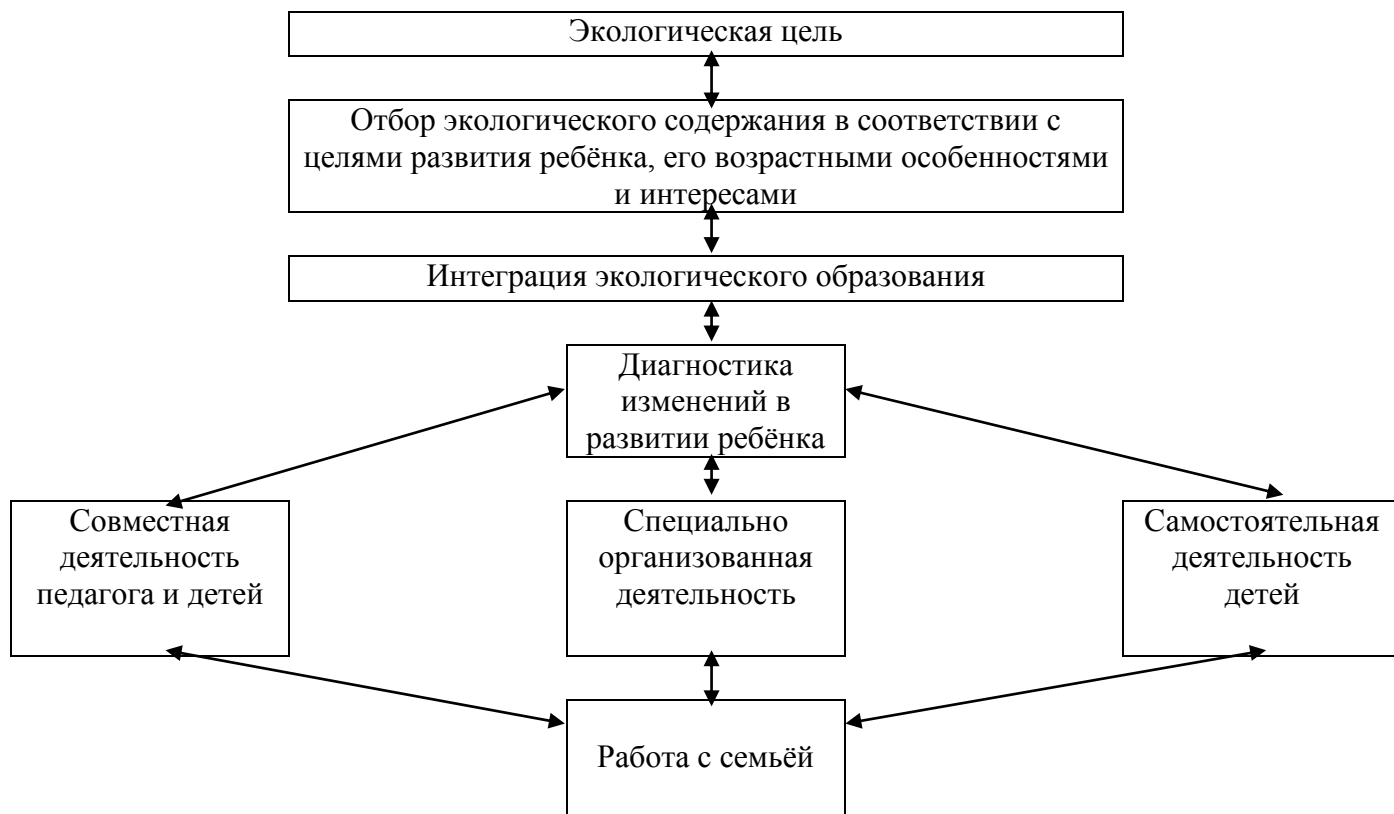 Экологическая цель
Отбор экологического содержания в соответствии с
целями развития ребёнка, его возрастными особенностями
и интересами
Интеграция экологического образования
Диагностика
изменений в
развитии ребёнка
Совместная
деятельность
педагога и детей
Специально
организованная
деятельность
Самостоятельная
деятельность
детей
Работа с семьёй